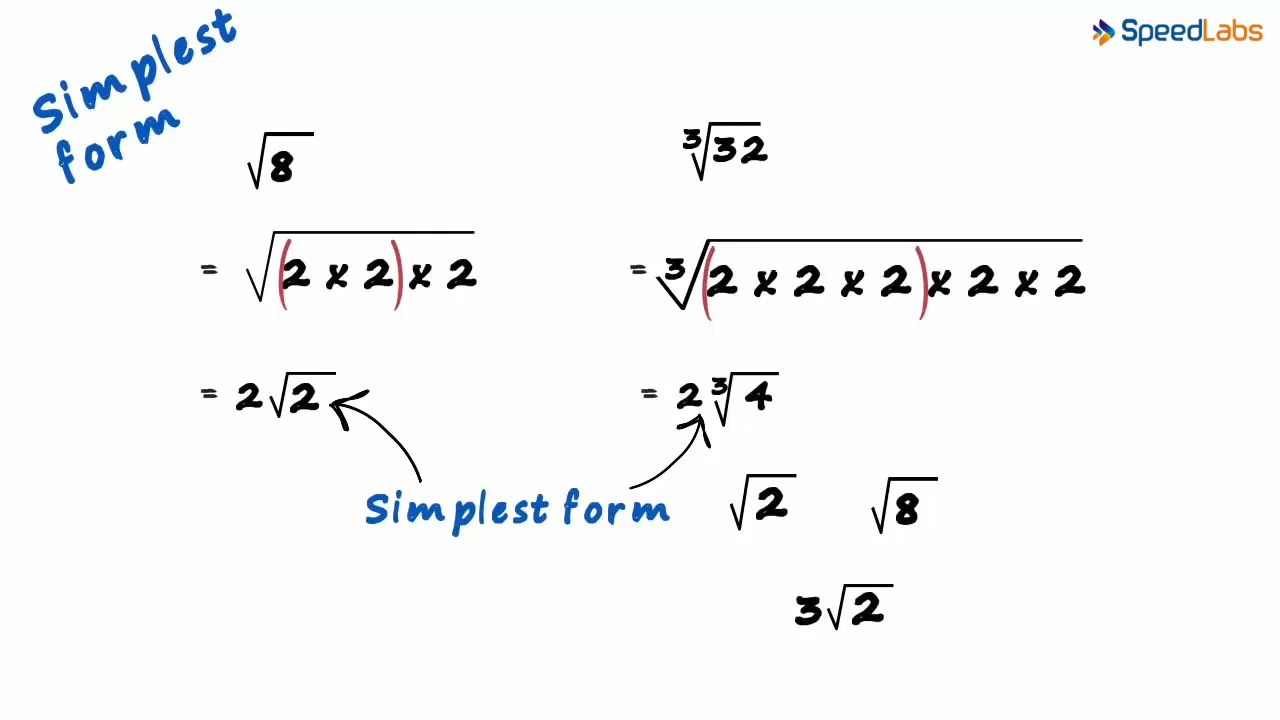 SpeedLabs
Simplest
form
√8
∛32
= √(2 x 2) x 2
= ∛(2 x 2 x 2) x 2 x 2
= 2√2
= 2∛4
Simplest form
√2 √8
3√2